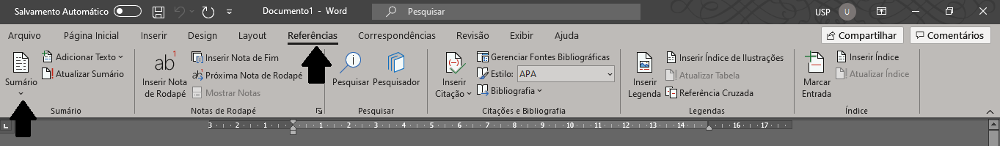 Salvamento Automático Documento1 - Word Pesquisar USP U
Arquivo Página Inicial Inserir Design Layout Referências Correspondências Revisão Exibir Ajuda Compartilhar Comentários
Sumário
Adicionar Texto
Atualizar Sumário
Sumário
ab1
Inserir Nota
de Rodapé
Inserir Nota de Fim
Próxima Nota de Rodapé
Mostrar Notas
Notas de Rodapé
Pesquisar
Pesquisador
Pesquisar
Inserir
Citação
Gerenciar Fontes Bibliográficas
Estilo: APA
Bibliografia
Citações e Bibliografia
Inserir
Legenda
Inserir Índice de Ilustrações
Atualizar Tabela
Referência Cruzada
Legendas
Marcar
Entrada
Inserir Índice
Atualizar Índice
Índice
3 2 1 1 2 3 4 5 6 7 8 9 10 11 12 13 14 16 17